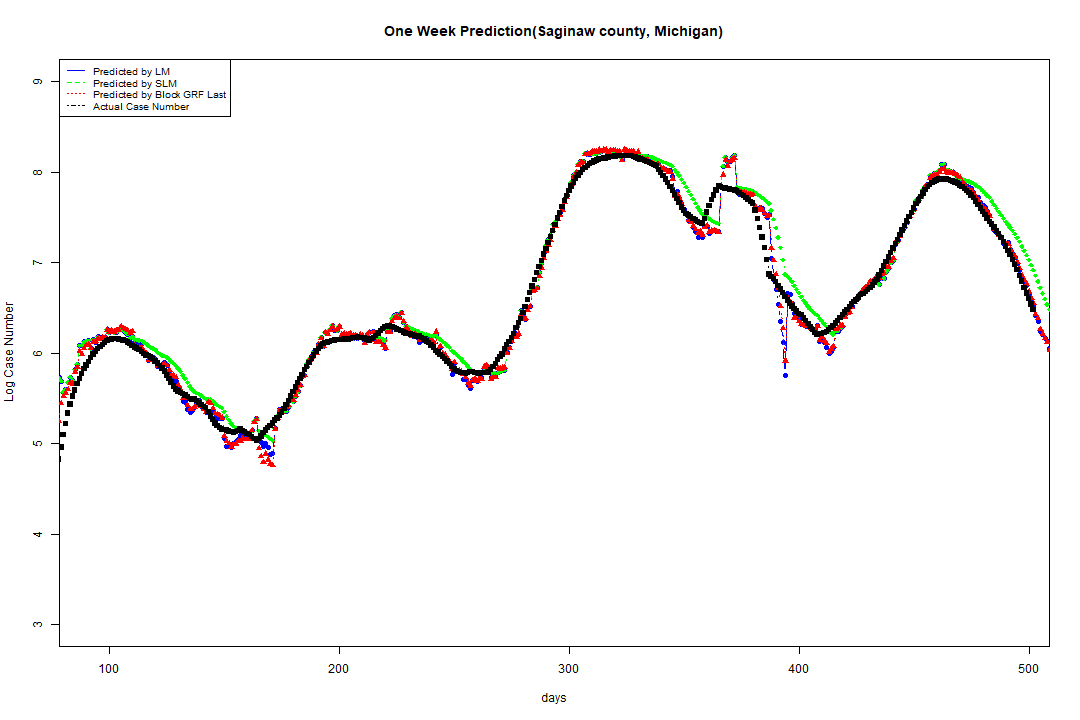 One Week Prediction(Saginaw county, Michigan)
Predicted by LM
Predicted by SLM
Predicted by Block GRF Last
Actual Case Number
9
8
7
6
5
4
3
Log Case Number
100 200 300 400 500
days